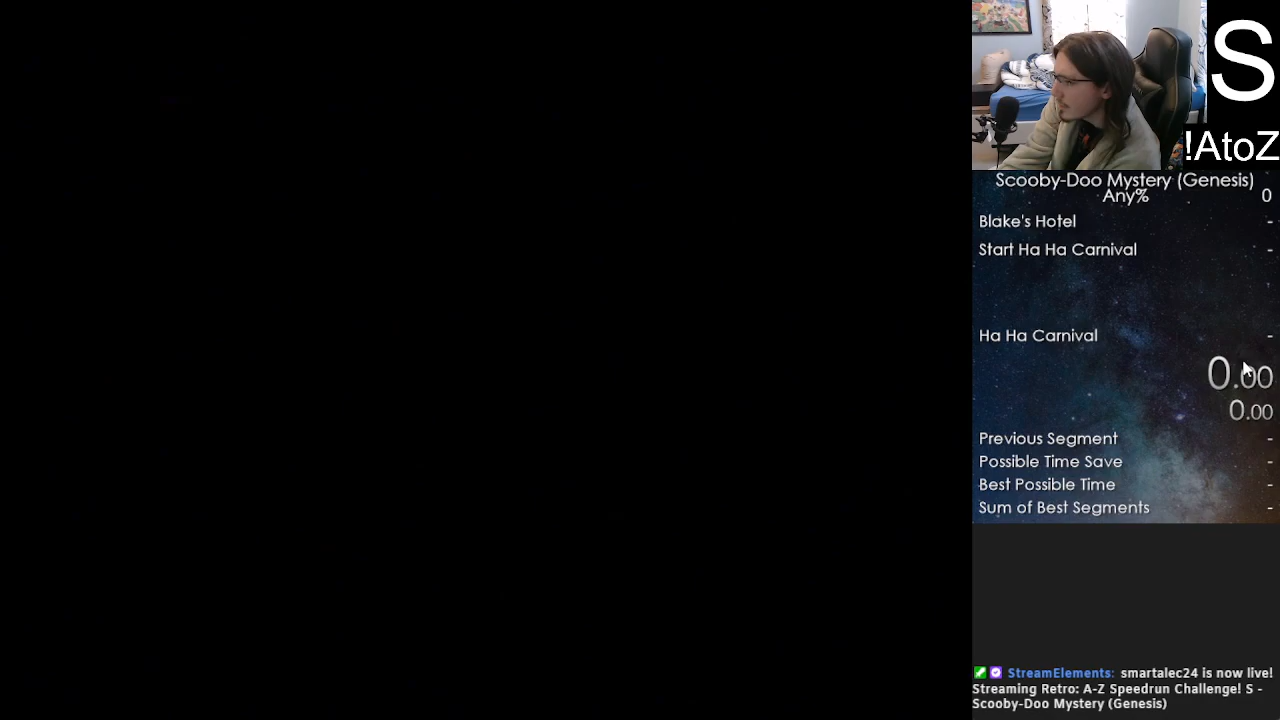 S
!AtoZ
Scooby-Doo Mystery (Genesis)
Any% 0
Blake's Hotel -
Start Ha Ha Carnival -
-
Ha Ha Carnival -
0.00
0.00
Previous Segment -
Possible Time Save -
Best Possible Time -
Sum of Best Segments -
StreamElements: smartalec24 is now live!
Streaming Retro: A-Z Speedrun Challenge! S -
Scooby-Doo Mystery (Genesis)